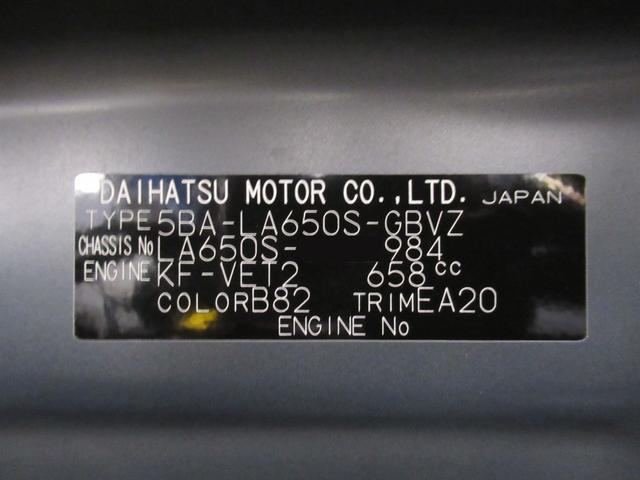 DAIHATSU MOTOR CO.,LTD. JAPAN
TYPE 5BA-LA650S-GBVZ
CHASSIS No LA650S- 984
ENGINE KF-VET2 658cc
COLOR B82 TRIM EA20
ENGINE No